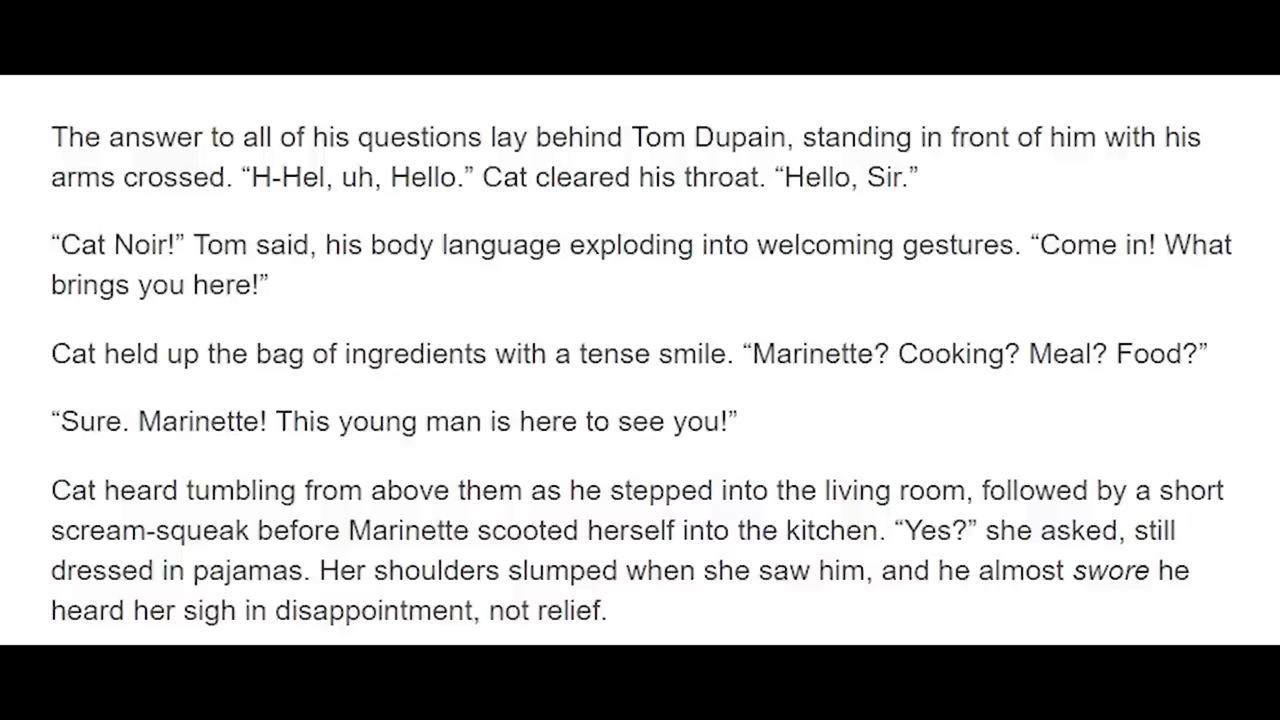 The answer to all of his questions lay behind Tom Dupain, standing in front of him with his
arms crossed. “H-Hel, uh, Hello.” Cat cleared his throat. “Hello, Sir.”
“Cat Noir!” Tom said, his body language exploding into welcoming gestures. “Come in! What
brings you here!”
Cat held up the bag of ingredients with a tense smile. “Marinette? Cooking? Meal? Food?”
“Sure. Marinette! This young man is here to see you!”
Cat heard tumbling from above them as he stepped into the living room, followed by a short
scream-squeak before Marinette scooted herself into the kitchen. “Yes?” she asked, still
dressed in pajamas. Her shoulders slumped when she saw him, and he almost swore he
heard her sigh in disappointment, not relief.